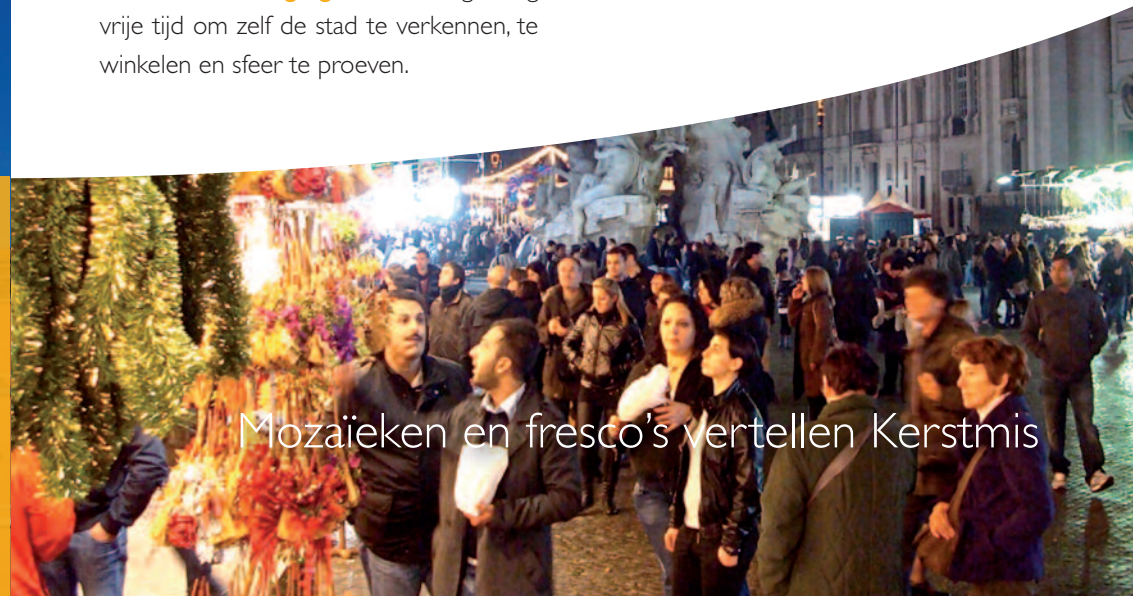 vrije tijd om zelf de stad te verkennen, te
winkelen en sfeer te proeven.
Mozaïeken en fresco's vertellen Kerstmis